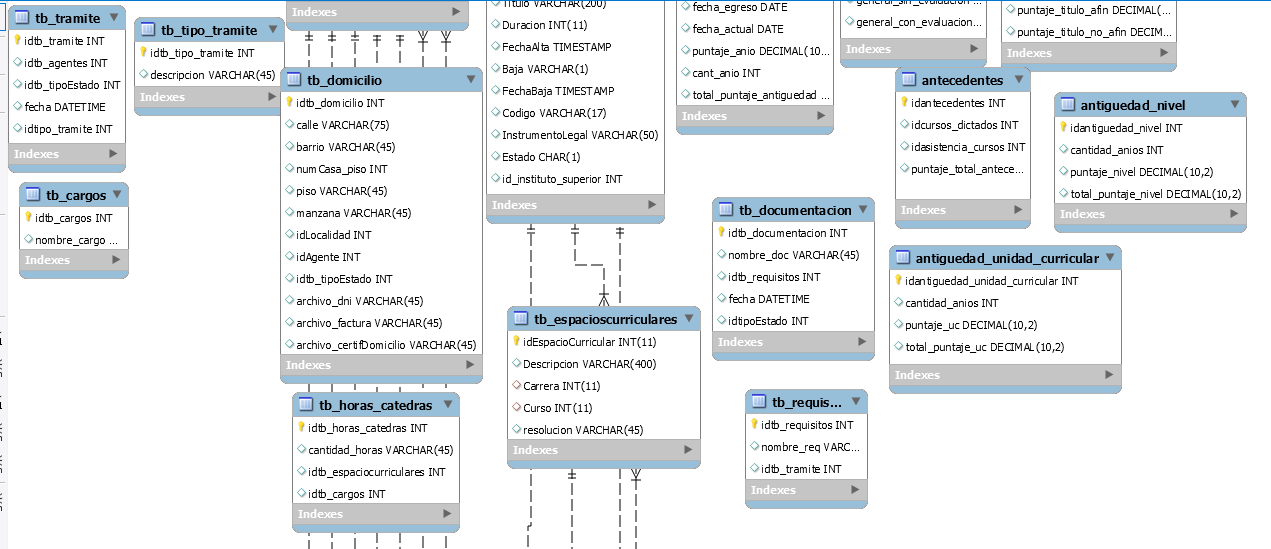 tb_tramite
idtb_tramite INT
idtb_agentes INT
idtb_tipoEstado INT
fecha DATETIME
idtipo_tramite INT
Indexes
tb_tipo_tramite
idtb_tipo_tramite INT
descripcion VARCHAR(45)
Indexes
tb_cargos
idtb_cargos INT
nombre_cargo ...
Indexes
Indexes
tb_domicilio
idtb_domicilio INT
calle VARCHAR(75)
barrio VARCHAR(45)
numCasa_piso INT
piso VARCHAR(45)
manzana VARCHAR(45)
idLocalidad INT
idAgente INT
idtb_tipoEstado INT
archivo_dni VARCHAR(45)
archivo_factura VARCHAR(45)
archivo_certifDomicilio VARCHAR(45)
Indexes
tb_horas_catedras
idtb_horas_catedras INT
cantidad_horas VARCHAR(45)
idtb_espaciocurriculares INT
idtb_cargos INT
Indexes
Titulo VARCHAR(200)
Duracion INT(11)
FechaAlta TIMESTAMP
Baja VARCHAR(1)
FechaBaja TIMESTAMP
Codigo VARCHAR(17)
InstrumentoLegal VARCHAR(50)
Estado CHAR(1)
id_instituto_superior INT
Indexes
tb_espacioscurriculares
idEspacioCurricular INT(11)
Descripcion VARCHAR(400)
Carrera INT(11)
Curso INT(11)
resolucion VARCHAR(45)
Indexes
fecha_egreso DATE
fecha_actual DATE
puntaje_anio DECIMAL(10...
cant_anio INT
total_puntaje_antiguedad ...
Indexes
tb_documentacion
idtb_documentacion INT
nombre_doc VARCHAR(45)
idtb_requisitos INT
fecha DATETIME
idtipoEstado INT
Indexes
tb_requis...
idtb_requisitos INT
nombre_req VARC...
idtb_tramite INT
Indexes
general_sin_evaluacion...
general_con_evaluacion...
Indexes
puntaje_titulo_afin DECIMAL(...
puntaje_titulo_no_afin DECIM...
Indexes
antecedentes
idantecedentes INT
idcursos_dictados INT
idasistencia_cursos INT
puntaje_total_antece...
Indexes
antiguedad_nivel
idantiguedad_nivel INT
cantidad_anios INT
puntaje_nivel DECIMAL(10,2)
total_puntaje_nivel DECIMAL(10,2)
Indexes
antiguedad_unidad_curricular
idantiguedad_unidad_curricular INT
cantidad_anios INT
puntaje_uc DECIMAL(10,2)
total_puntaje_uc DECIMAL(10,2)
Indexes